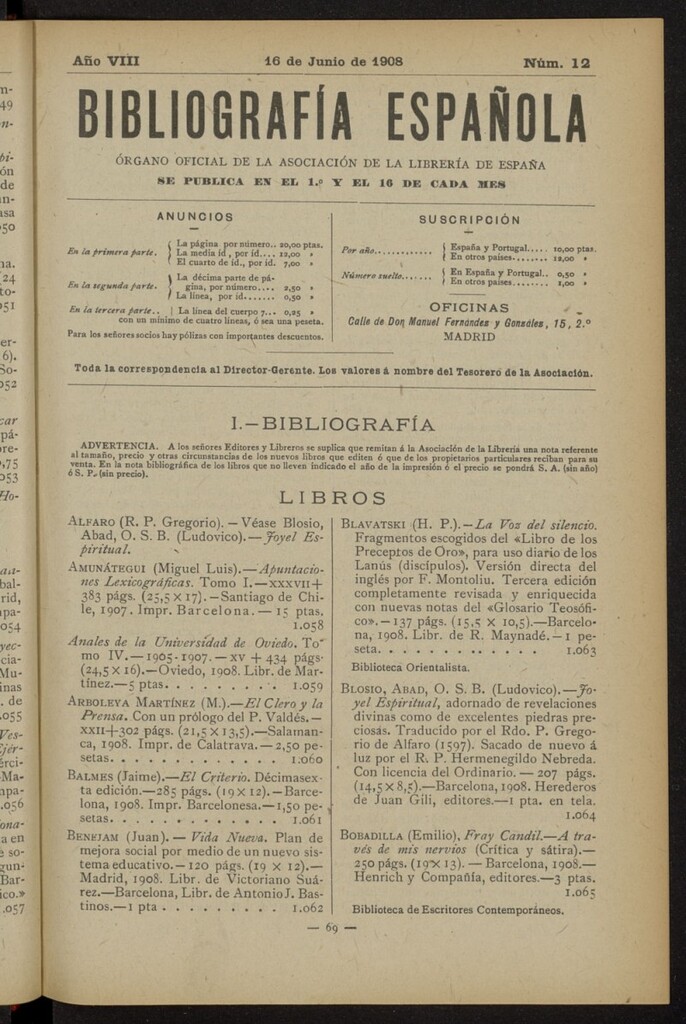 Año VIII 16 de Junio de 1908 Núm. 12
BIBLIOGRAFÍA ESPAÑOLA
ÓRGANO OFICIAL DE LA ASOCIACIÓN DE LA LIBRERÍA DE ESPAÑA
SE PUBLICA EN EL 1.º Y EL 16 DE CADA MES
ANUNCIOS
En la primera parte. { La página por número.. 20,00 ptas.
La media íd, por íd.... 12,00 »
El cuarto de íd., por íd. 7,00 »
En la segunda parte. { La décima parte de pá-
gina, por número.... 2,50 »
La línea, por íd....... 0,50 »
En la tercera parte.. | La línea del cuerpo 7... 0,25 »
con un mínimo de cuatro líneas, ó sea una peseta.
Para los señores socios hay pólizas con importantes descuentos.
SUSCRIPCIÓN
Por año............ { España y Portugal..... 10,00 ptas.
En otros países....... 12,00 »
Número suelto....... { En España y Portugal.. 0,50 »
En otros países....... 1,00 »
OFICINAS
Calle de Don Manuel Fernández y González, 15, 2.º
MADRID
Toda la correspondencia al Director-Gerente. Los valores á nombre del Tesorero de la Asociación.
I.—BIBLIOGRAFÍA
ADVERTENCIA. A los señores Editores y Libreros se suplica que remitan á la Asociación de la Librería una nota referente
al tamaño, precio y otras circunstancias de los nuevos libros que editen ó que de los propietarios particulares reciban para su
venta. En la nota bibliográfica de los libros que no lleven indicado el año de la impresión ó el precio se pondrá S. A. (sin año)
ó S. P. (sin precio).
LIBROS
ALFARO (R. P. Gregorio). — Véase Blosio,
Abad, O. S. B. (Ludovico).—Joyel Es-
piritual.
AMUNÁTEGUI (Miguel Luis).—Apuntacio-
nes Lexicográficas. Tomo I.—XXXVII+
383 págs. (25,5 × 17).—Santiago de Chi-
le, 1907. Impr. Barcelona. — 15 ptas.
1.058
Anales de la Universidad de Oviedo. To-
mo IV.—1905-1907.— XV + 434 págs.
(24,5 × 16).—Oviedo, 1908. Libr. de Mar-
tínez.—5 ptas. . . . . . . . . 1.059
ARBOLEYA MARTÍNEZ (M.).—El Clero y la
Prensa. Con un prólogo del P. Valdés.—
XXII+302 págs. (21,5 × 13,5).—Salaman-
ca, 1908. Impr. de Calatrava. — 2,50 pe-
setas. . . . . . . . . . . . . 1.060
BALMES (Jaime).—El Criterio. Décimasex-
ta edición.—285 págs. (19 × 12).—Barce-
lona, 1908. Impr. Barcelonesa.—1,50 pe-
setas. . . . . . . . . . . . . 1.061
BENEJAM (Juan). — Vida Nueva. Plan de
mejora social por medio de un nuevo sis-
tema educativo. — 120 págs. (19 × 12).—
Madrid, 1908. Libr. de Victoriano Suá-
rez.—Barcelona, Libr. de Antonio J. Bas-
tinos.—1 pta . . . . . . . . . 1.062
BLAVATSKI (H. P.).—La Voz del silencio.
Fragmentos escogidos del «Libro de los
Preceptos de Oro», para uso diario de los
Lanús (discípulos). Versión directa del
inglés por F. Montoliu. Tercera edición
completamente revisada y enriquecida
con nuevas notas del «Glosario Teosófi-
co».—137 págs. (15,5 × 10,5).—Barcelo-
na, 1908. Libr. de R. Maynadé. — 1 pe-
seta. . . . . . . . . . . . . 1.063
Biblioteca Orientalista.
BLOSIO, ABAD, O. S. B. (Ludovico).—Jo-
yel Espiritual, adornado de revelaciones
divinas como de excelentes piedras pre-
ciosas. Traducido por el Rdo. P. Grego-
rio de Alfaro (1597). Sacado de nuevo á
luz por el R. P. Hermenegildo Nebreda.
Con licencia del Ordinario. — 207 págs.
(14,5 × 8,5).—Barcelona, 1908. Herederos
de Juan Gili, editores.—1 pta. en tela.
1.064
BOBADILLA (Emilio), Fray Candil.—A tra-
vés de mis nervios (Crítica y sátira).—
250 págs. (19 × 13). — Barcelona, 1908.—
Henrich y Compañía, editores.—3 ptas.
1.065
Biblioteca de Escritores Contemporáneos.
— 69 —